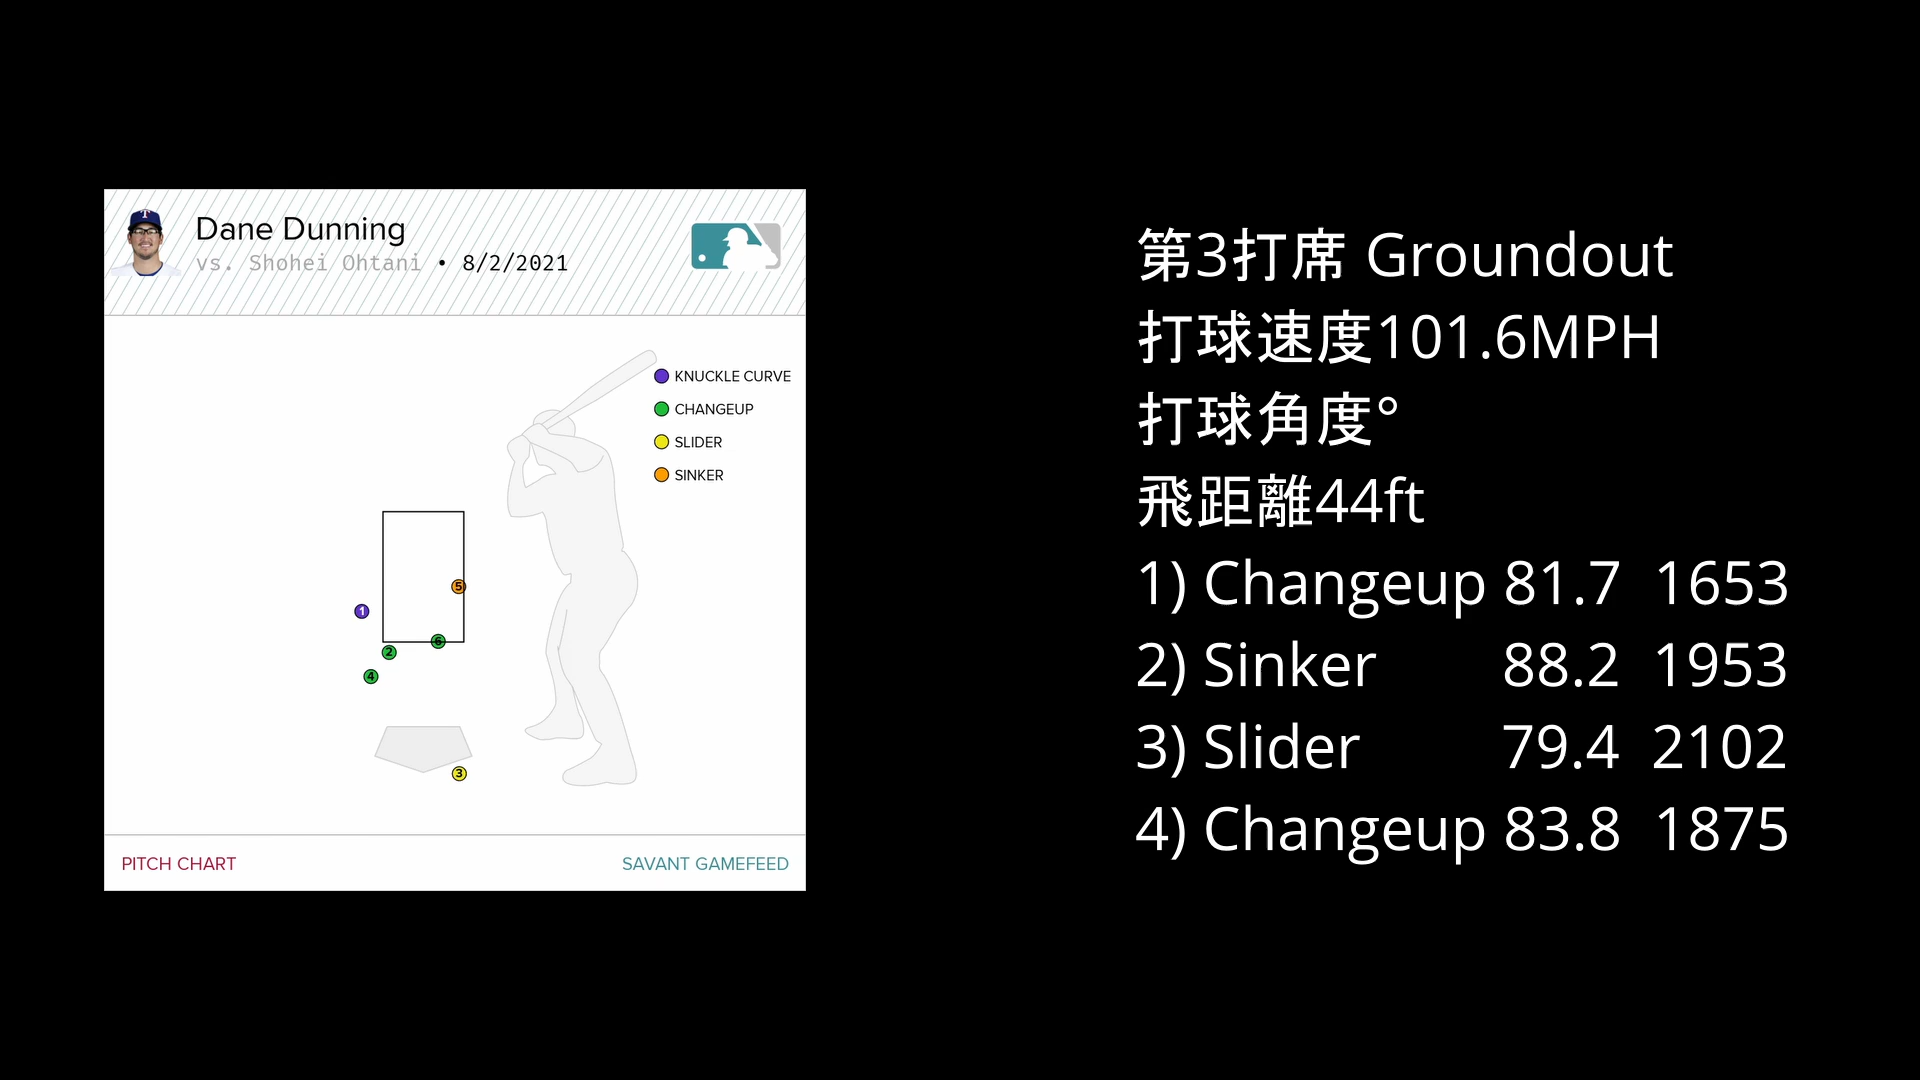 Dane Dunning
vs. Shohei Ohtani • 8/2/2021
KNUCKLE CURVE
CHANGEUP
SLIDER
SINKER
5
1
6
2
4
3
PITCH CHART
SAVANT GAMEFEED
第3打席 Groundout
打球速度101.6MPH
打球角度°
飛距離44ft
1) Changeup 81.7 1653
2) Sinker 88.2 1953
3) Slider 79.4 2102
4) Changeup 83.8 1875